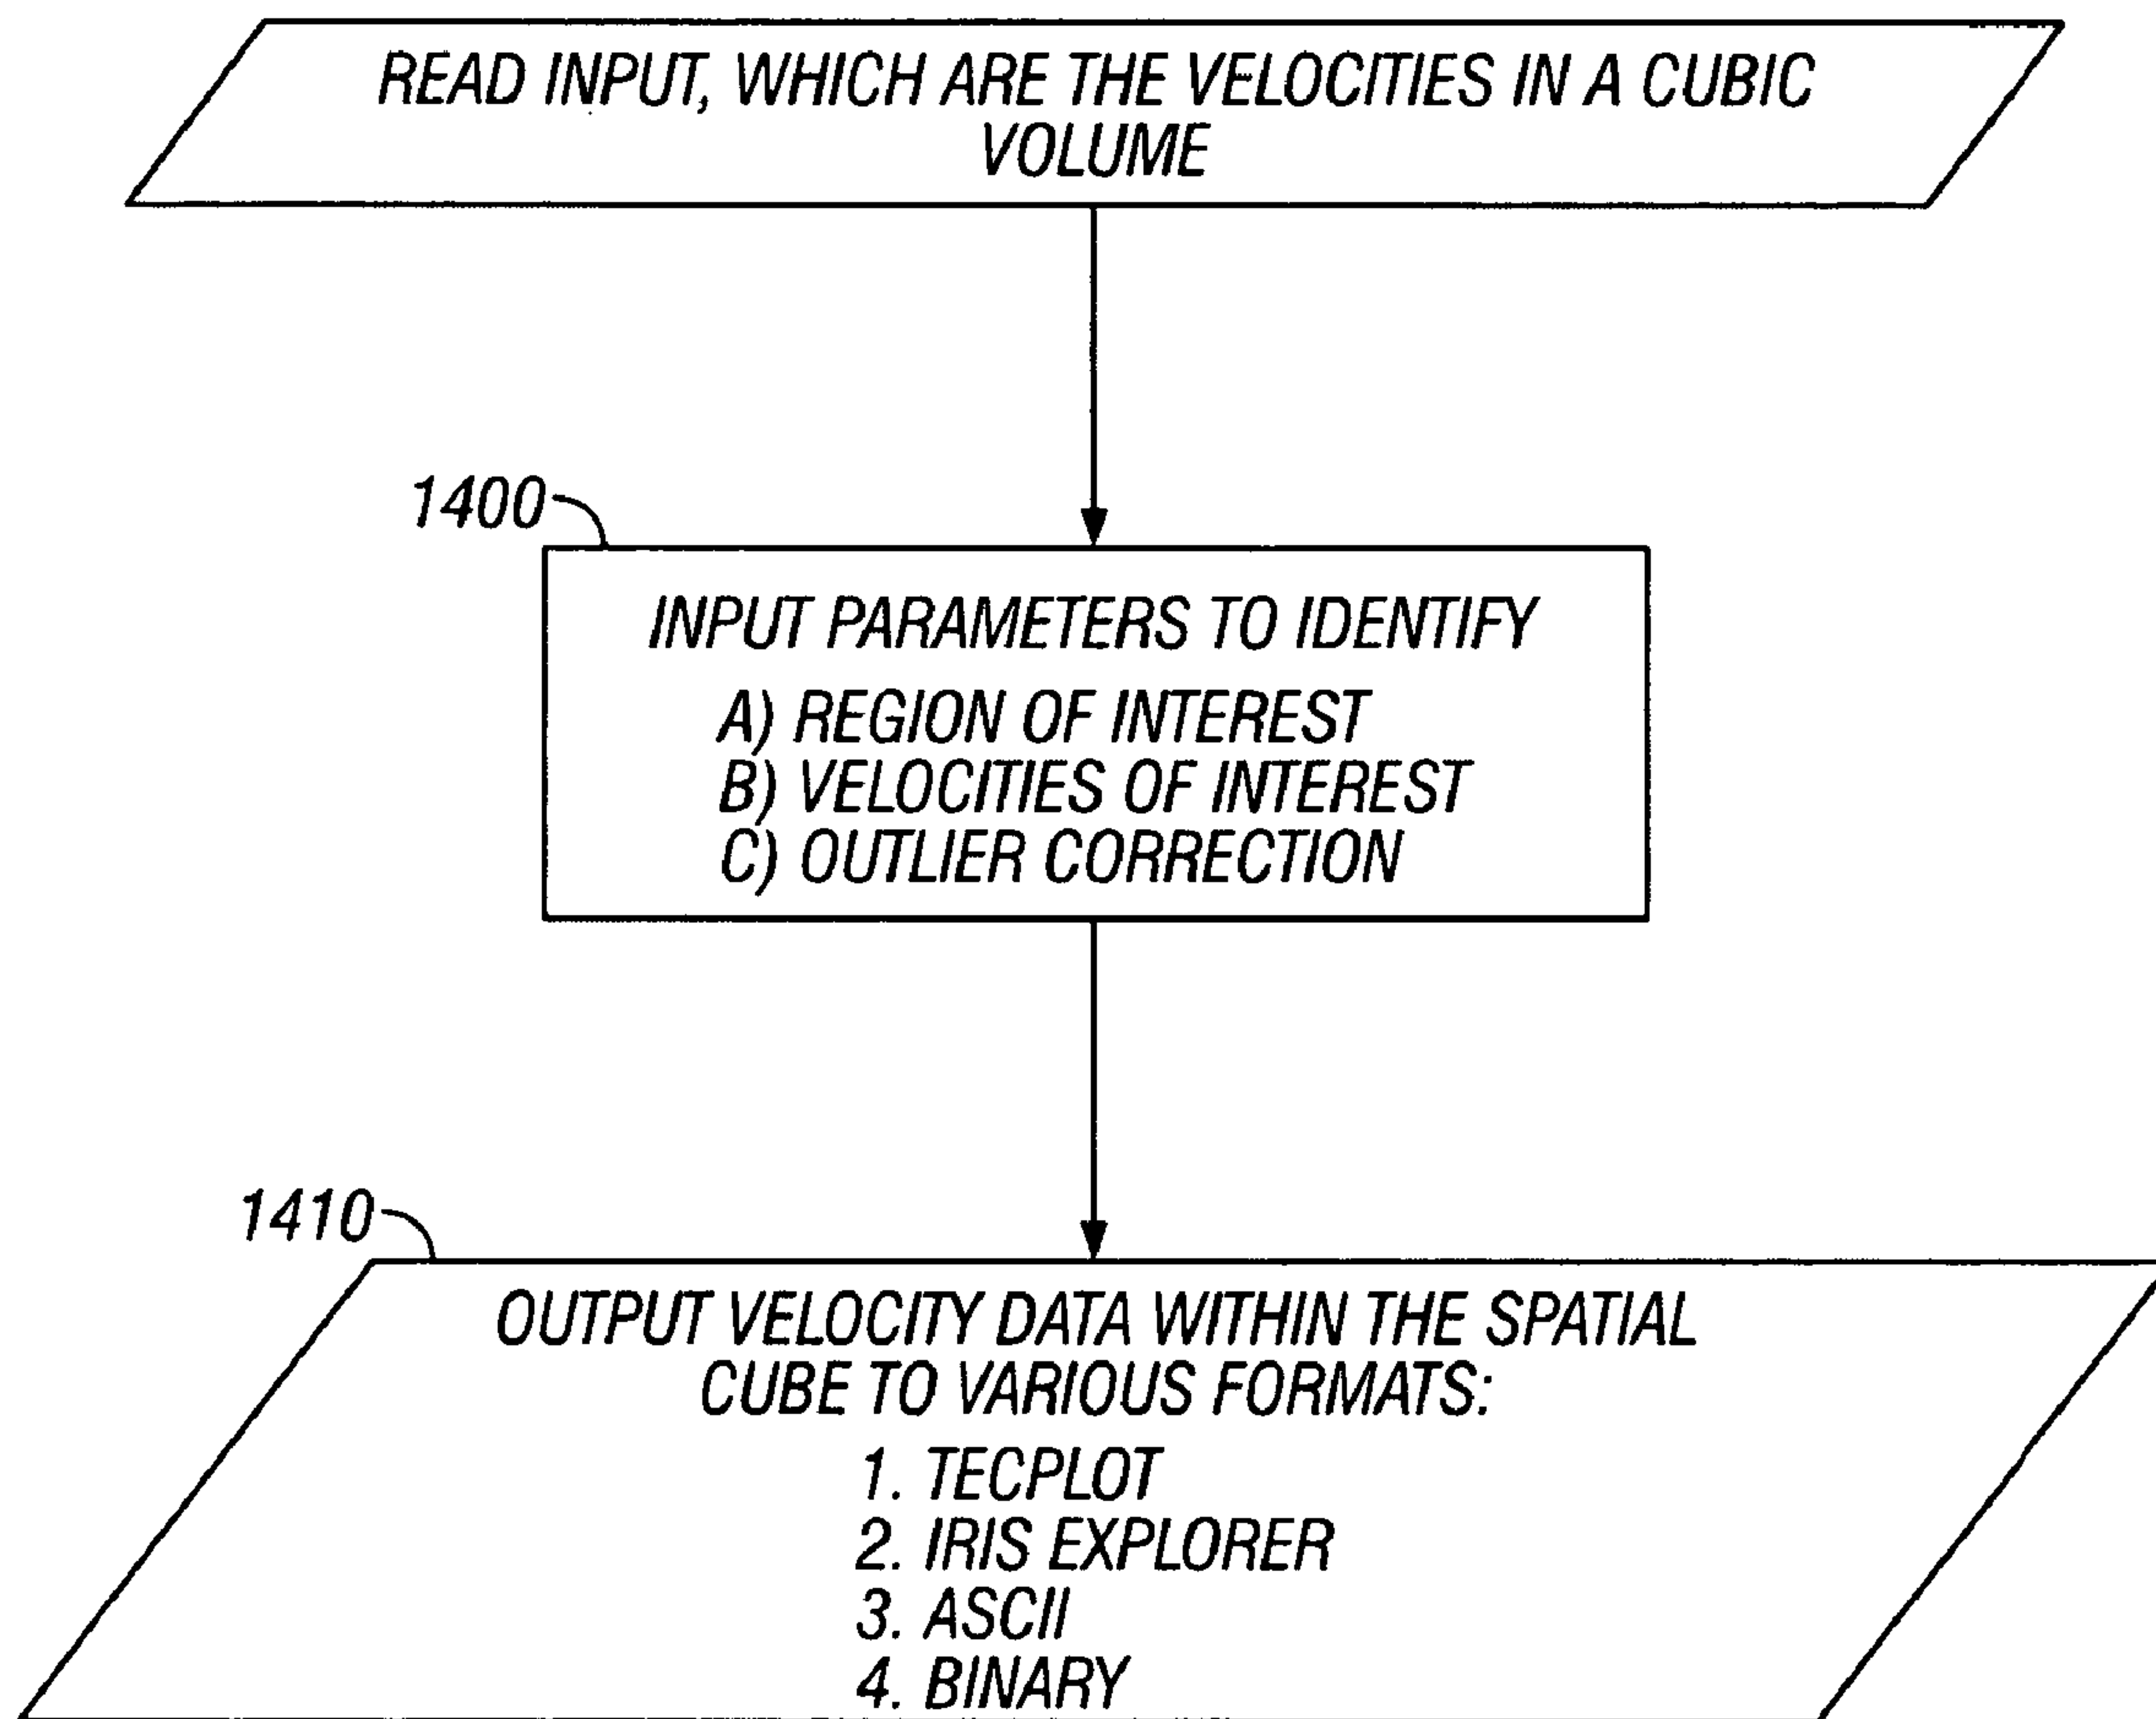 READ INPUT, WHICH ARE THE VELOCITIES IN A CUBIC
VOLUME
1400
INPUT PARAMETERS TO IDENTIFY
A) REGION OF INTEREST
B) VELOCITIES OF INTEREST
C) OUTLIER CORRECTION
1410
OUTPUT VELOCITY DATA WITHIN THE SPATIAL
CUBE TO VARIOUS FORMATS:
1. TECPLOT
2. IRIS EXPLORER
3. ASCII
4. BINARY